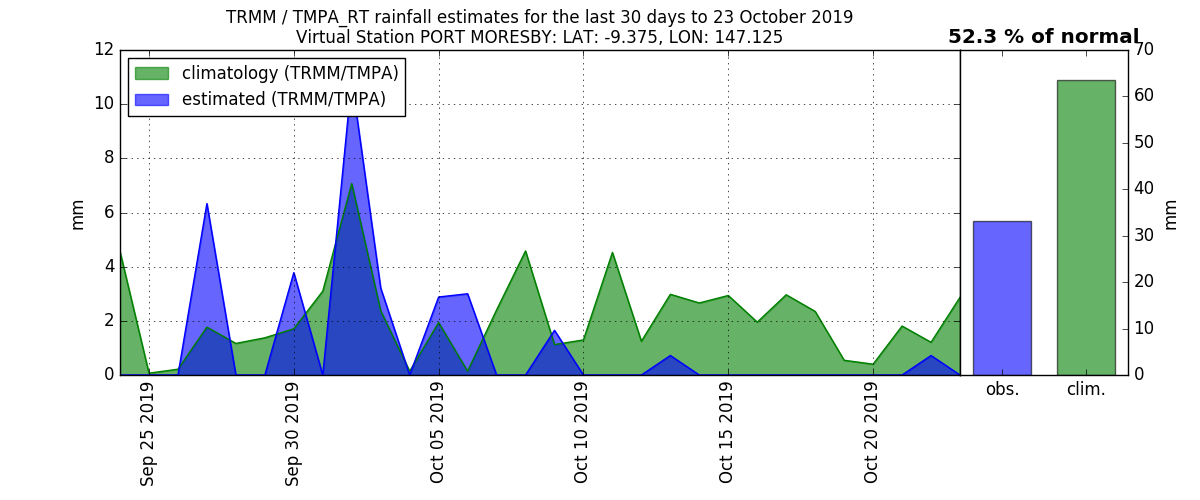 TRMM / TMPA_RT rainfall estimates for the last 30 days to 23 October 2019
Virtual Station PORT MORESBY: LAT: -9.375, LON: 147.125
52.3 % of normal
climatology (TRMM/TMPA)
estimated (TRMM/TMPA)
12
10
8
6
4
2
0
mm
Sep 25 2019
Sep 30 2019
Oct 05 2019
Oct 10 2019
Oct 15 2019
Oct 20 2019
obs.
clim.
70
60
50
40
30
20
10
0
mm